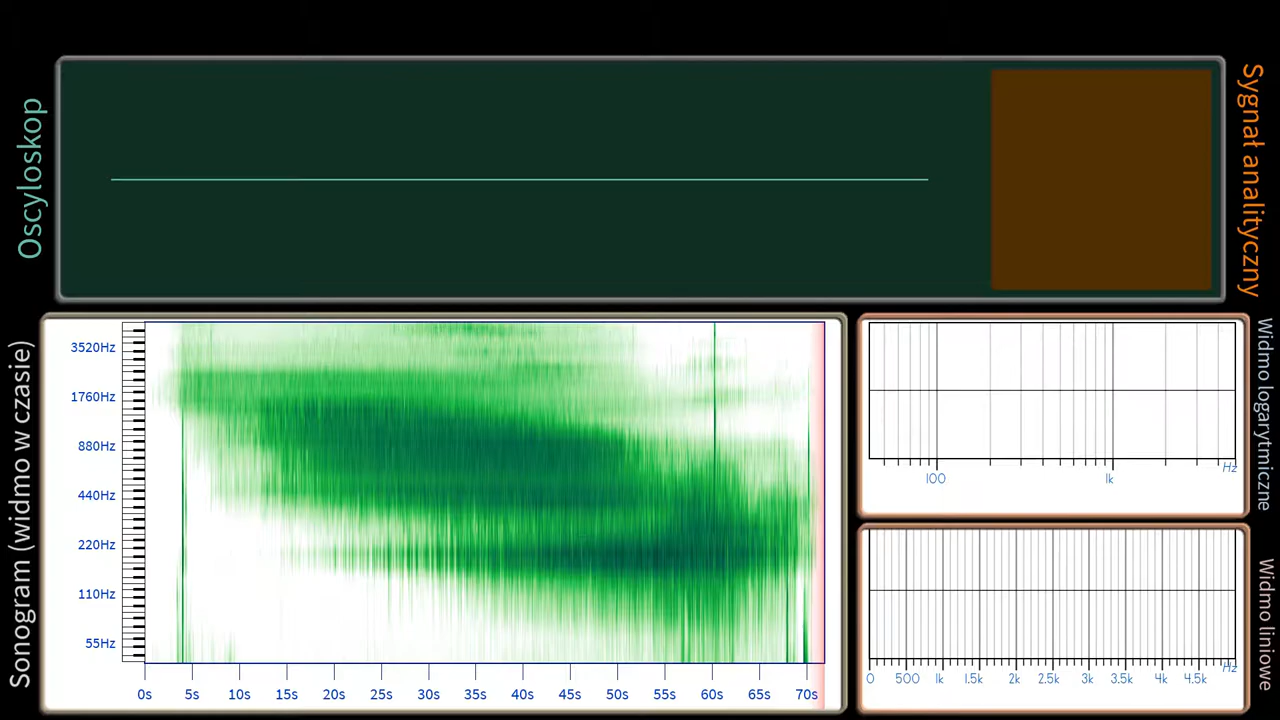 Oscyloskop
Sygnał analityczny
Sonogram (widmo w czasie)
3520Hz
1760Hz
880Hz
440Hz
220Hz
110Hz
55Hz
0s 5s 10s 15s 20s 25s 30s 35s 40s 45s 50s 55s 60s 65s 70s
Widmo logarytmiczne
100 1k Hz
Widmo liniowe
0 500 1k 1.5k 2k 2.5k 3k 3.5k 4k 4.5k Hz